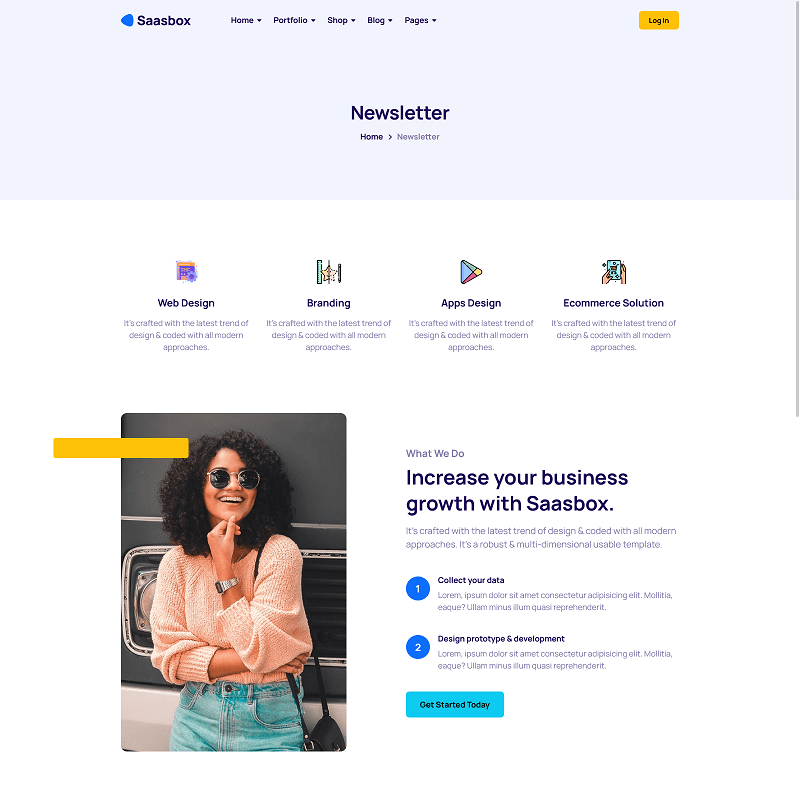 Saasbox
Home Portfolio Shop Blog Pages
Log In
Newsletter
Home > Newsletter
Web Design
It's crafted with the latest trend of
design & coded with all modern
approaches.
Branding
It's crafted with the latest trend of
design & coded with all modern
approaches.
Apps Design
It's crafted with the latest trend of
design & coded with all modern
approaches.
Ecommerce Solution
It's crafted with the latest trend of
design & coded with all modern
approaches.
What We Do
Increase your business
growth with Saasbox.
It's crafted with the latest trend of design & coded with all modern
approaches. It's a robust & multi-dimensional usable template.
1
Collect your data
Lorem, ipsum dolor sit amet consectetur adipisicing elit. Mollitia,
eaque? Ullam minus illum quasi reprehenderit.
2
Design prototype & development
Lorem, ipsum dolor sit amet consectetur adipisicing elit. Mollitia,
eaque? Ullam minus illum quasi reprehenderit.
Get Started Today